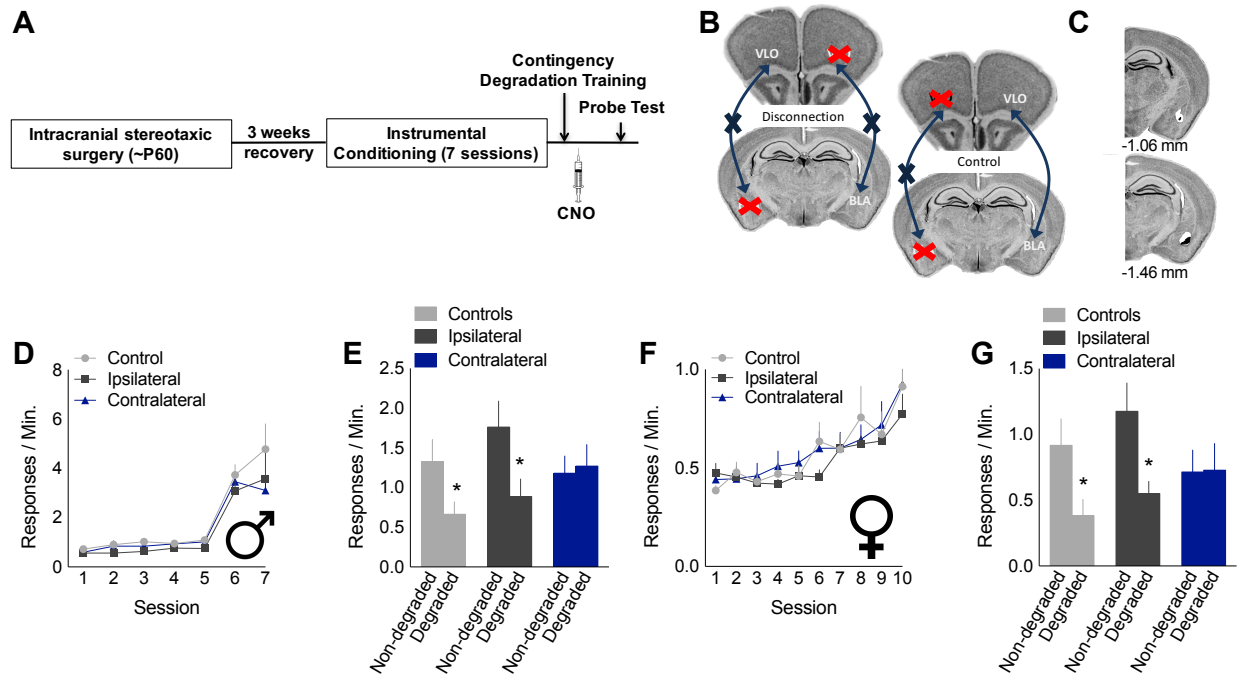 A
Contingency
Degradation Training
Probe Test
Intracranial stereotaxic
surgery (~P60)
3 weeks
recovery
Instrumental
Conditioning (7 sessions)
CNO
B
VLO
Disconnection
BLA
VLO
Control
BLA
C
-1.06 mm
-1.46 mm
D
Control
Ipsilateral
Contralateral
Responses / Min.
8
6
4
2
0
1 2 3 4 5 6 7
Session
E
Controls
Ipsilateral
Contralateral
Responses / Min.
2.5
2.0
1.5
1.0
0.5
0.0
*
*
Non-degraded
Degraded
Non-degraded
Degraded
Non-degraded
Degraded
F
Control
Ipsilateral
Contralateral
Responses / Min.
1.0
0.5
0.0
1 2 3 4 5 6 7 8 9 10
Session
G
Controls
Ipsilateral
Contralateral
Responses / Min.
1.5
1.0
0.5
0.0
*
*
Non-degraded
Degraded
Non-degraded
Degraded
Non-degraded
Degraded